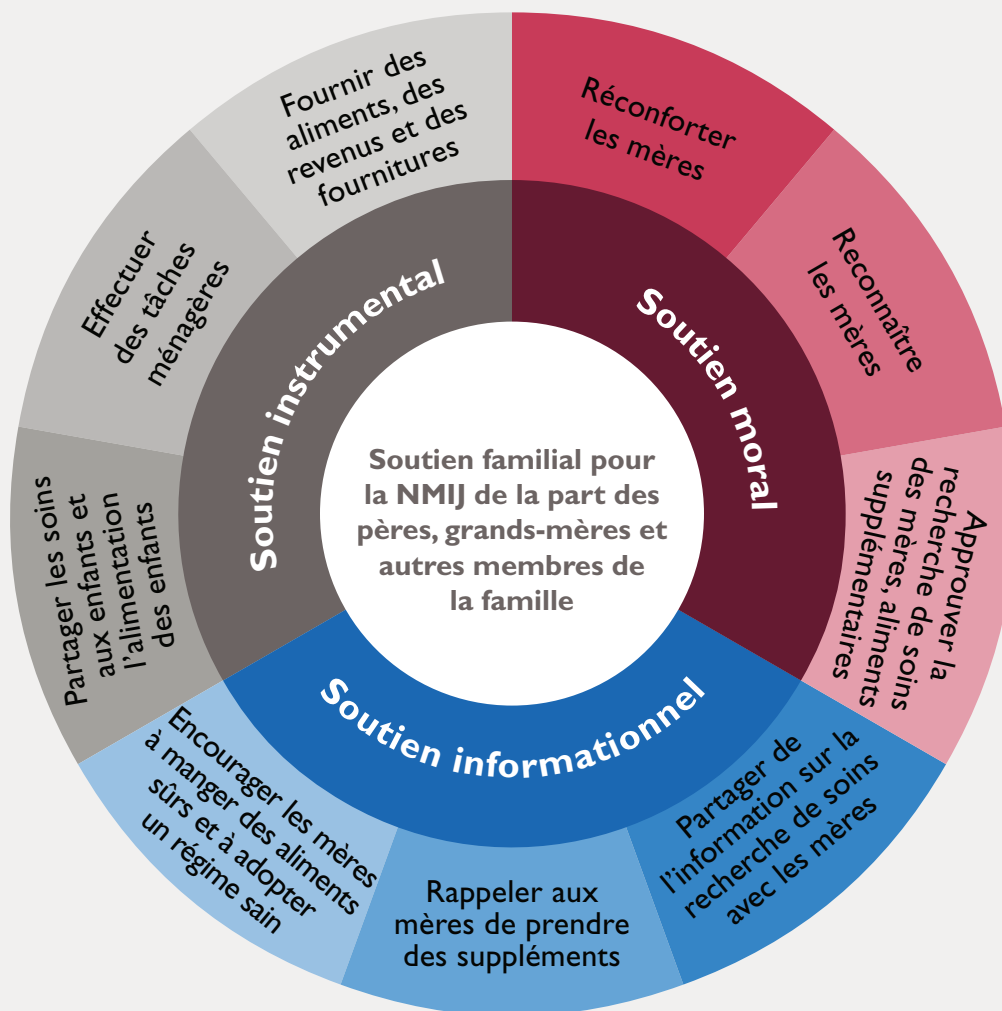 Soutien familial pour
la NMIJ de la part des
pères, grands-mères et
autres membres de
la famille
Soutien moral
Réconforter
les mères
Reconnaître
les mères
Approuver la
recherche de soins
des mères, aliments
supplémentaires
Soutien informationnel
Partager de
l'information sur la
recherche de soins
avec les mères
Rappeler aux
mères de prendre
des suppléments
Encourager les mères
à manger des aliments
sûrs et à adopter
un régime sain
Soutien instrumental
Partager les soins
aux enfants et
l'alimentation
des enfants
Effectuer
des tâches
ménagères
Fournir des
aliments, des
revenus et des
fournitures